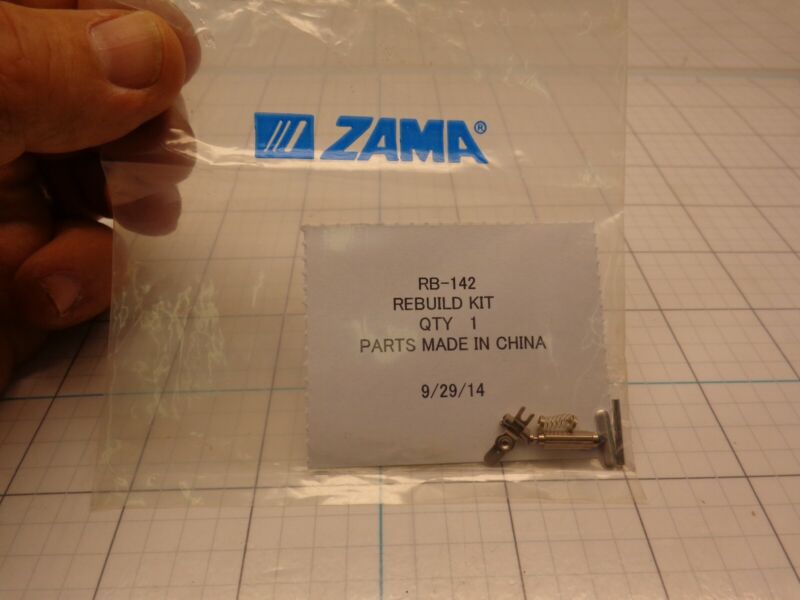 ZAMA®
RB-142
REBUILD KIT
QTY 1
PARTS MADE IN CHINA
9/29/14